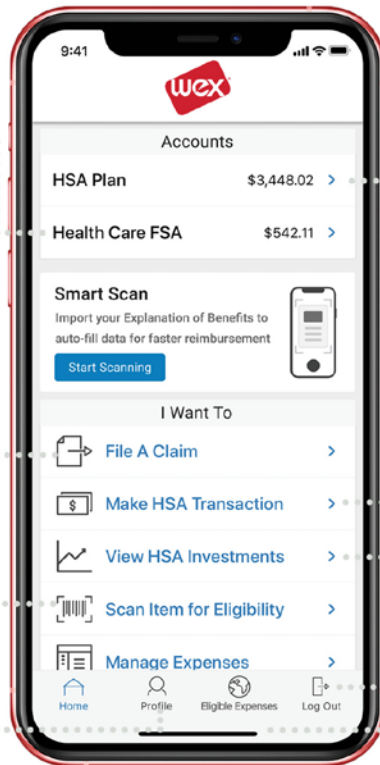 9:41
wex
Accounts
HSA Plan $3,448.02 >
Health Care FSA $542.11 >
Smart Scan
Import your Explanation of Benefits to
auto-fill data for faster reimbursement
Start Scanning
I Want To
File A Claim >
$ Make HSA Transaction >
View HSA Investments >
Scan Item for Eligibility >
Manage Expenses >
Home Profile Eligible Expenses Log Out